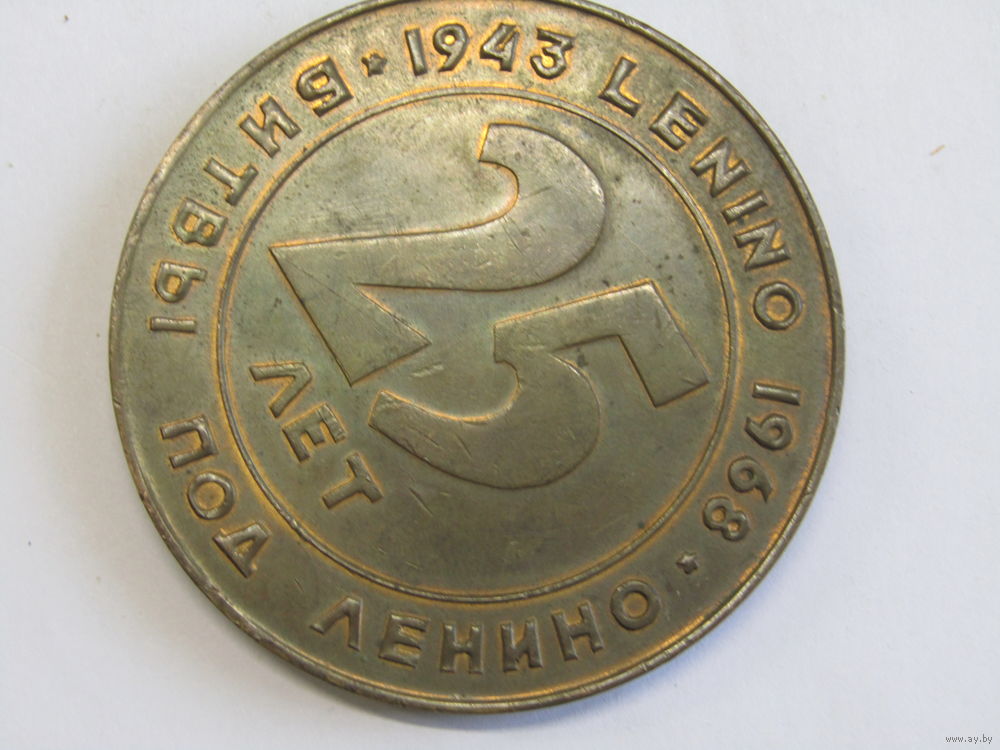 25
ЛЕТ
БИТВЫ ПОД ЛЕНИНО
1943 LENINO 1968
www.ay.by